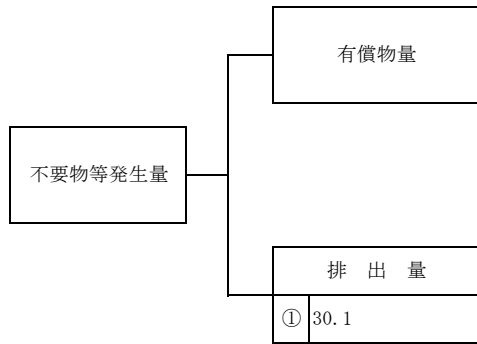 有償物量
不要物等発生量
排 出 量
① 30.1